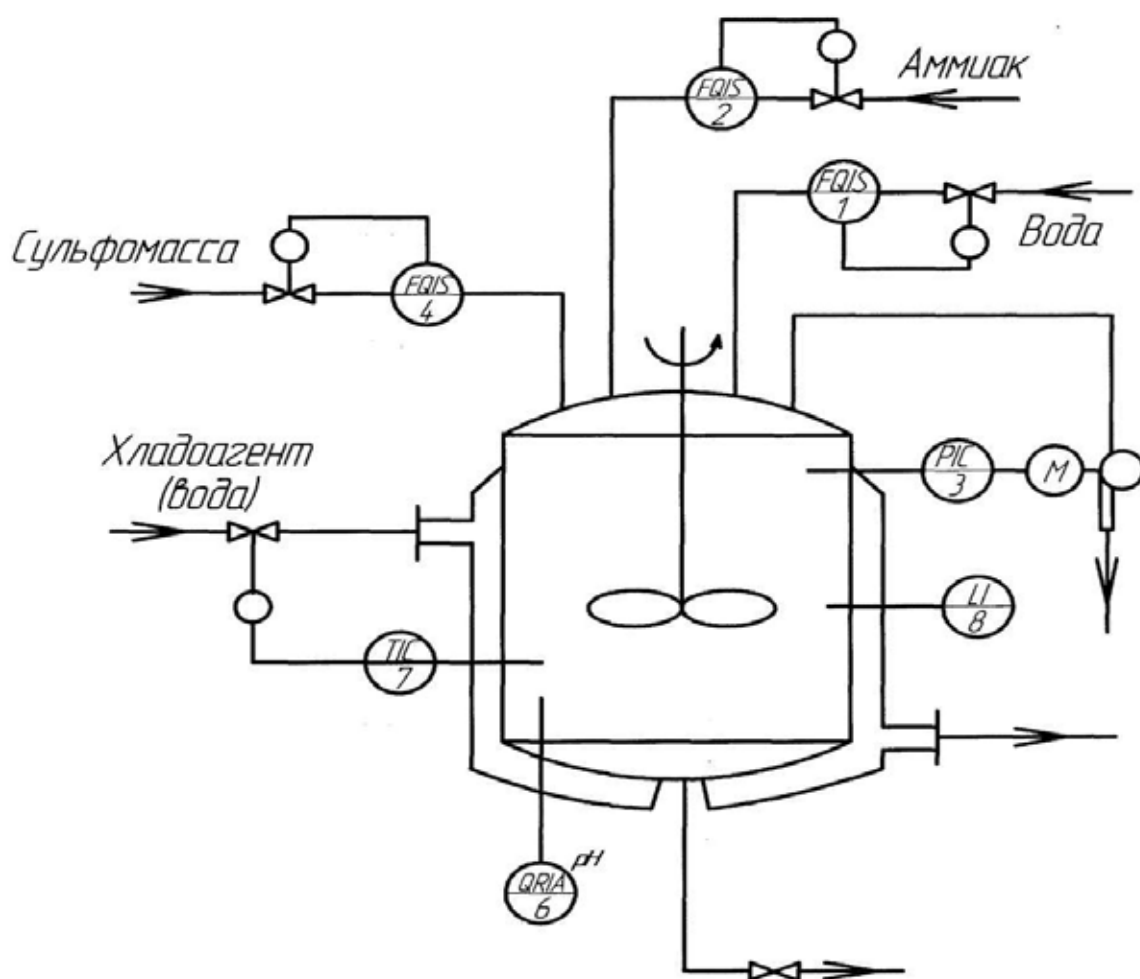 Аммиак
FQIS
2
FQIS
1
Вода
Сульфомасса
FQIS
4
Хладоагент
(вода)
PIC
3
M
LI
8
TIC
7
pH
QRIA
6